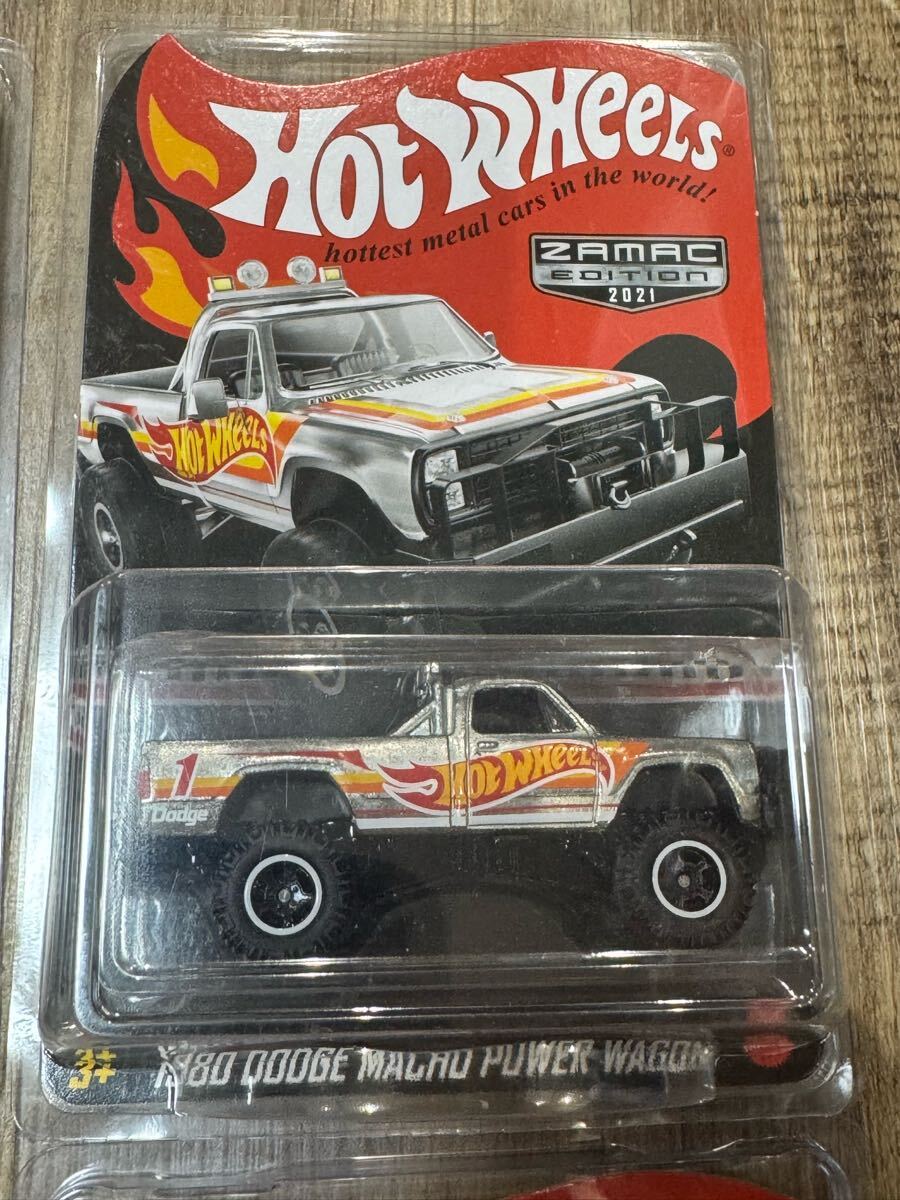 Hot Wheels®
hottest metal cars in the world!
ZAMAC
EDITION
2021
HOT WHEELS
1
Dodge
HOT WHEELS
3+
1980 DODGE MACHO POWER WAGON